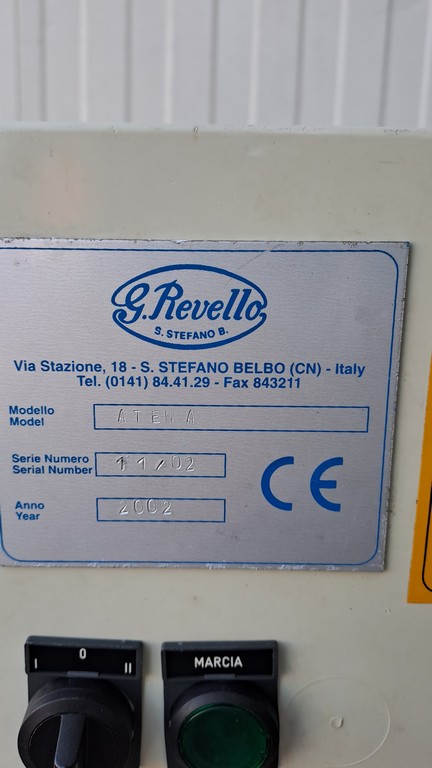 G. Revello
S. STEFANO B.
Via Stazione, 18 - S. STEFANO BELBO (CN) - Italy
Tel. (0141) 84.41.29 - Fax 843211
Modello
Model
ATENA
Serie Numero
Serial Number
11/02
Anno
Year
2002
CE
I 0 II
MARCIA